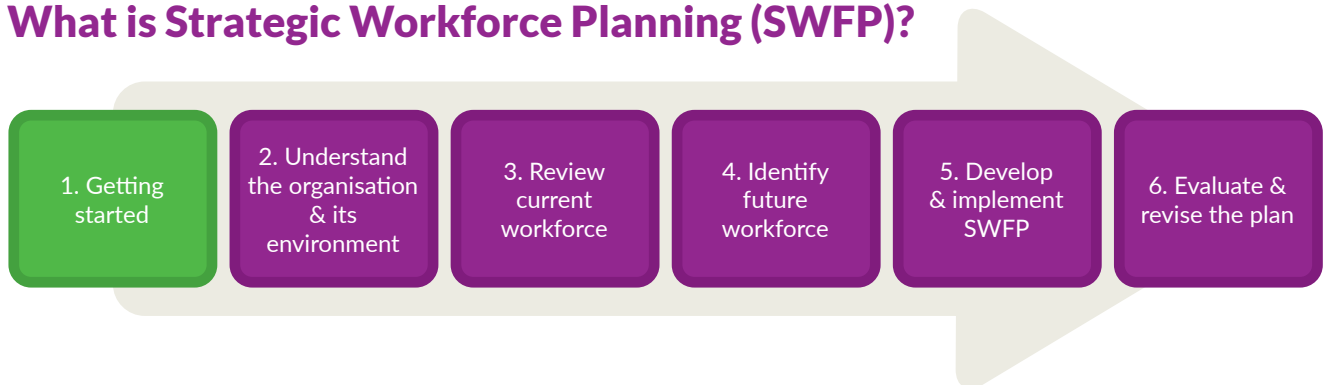 What is Strategic Workforce Planning (SWFP)?
1. Getting
started
2. Understand
the organisation
& its
environment
3. Review
current
workforce
4. Identify
future
workforce
5. Develop
& implement
SWFP
6. Evaluate &
revise the plan